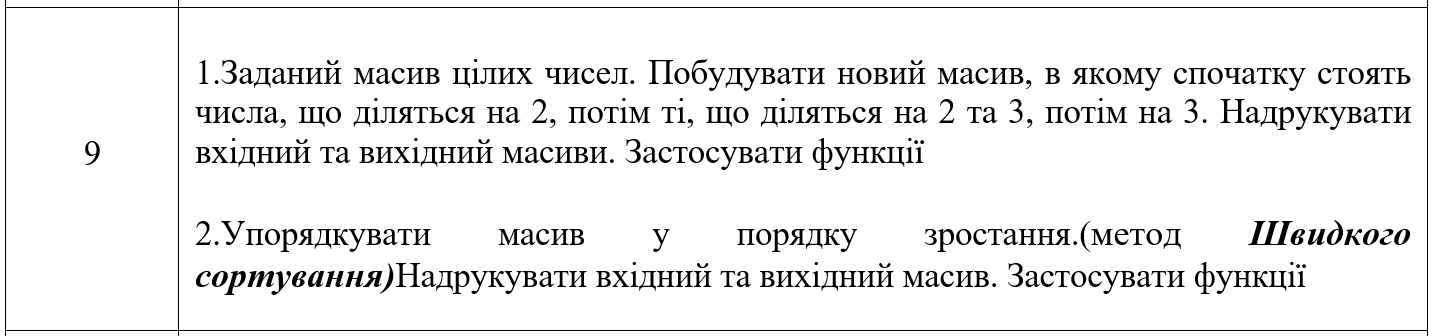 9
1.Заданий масив цілих чисел. Побудувати новий масив, в якому спочатку стоять
числа, що діляться на 2, потім ті, що діляться на 2 та 3, потім на 3. Надрукувати
вхідний та вихідний масиви. Застосувати функції
2.Упорядкувати масив у порядку зростання.(метод Швидкого
сортування)Надрукувати вхідний та вихідний масив. Застосувати функції